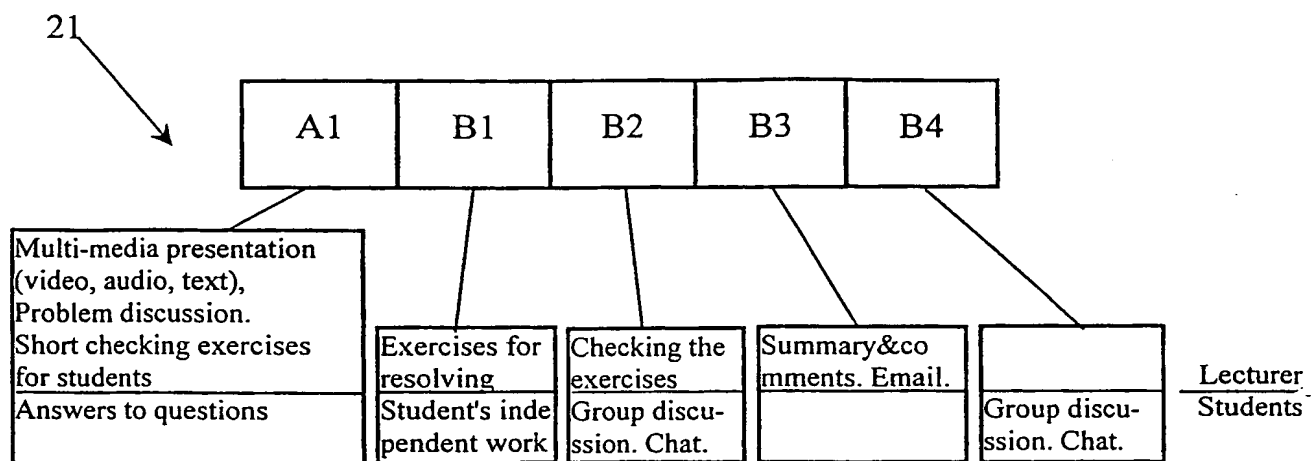 21
A1 B1 B2 B3 B4
Multi-media presentation
(video, audio, text),
Problem discussion.
Short checking exercises
for students
Answers to questions
Exercises for
resolving
Student's inde
pendent work
Checking the
exercises
Group discu-
ssion. Chat.
Summary&co
mments. Email.
Group discu-
ssion. Chat.
Lecturer
Students